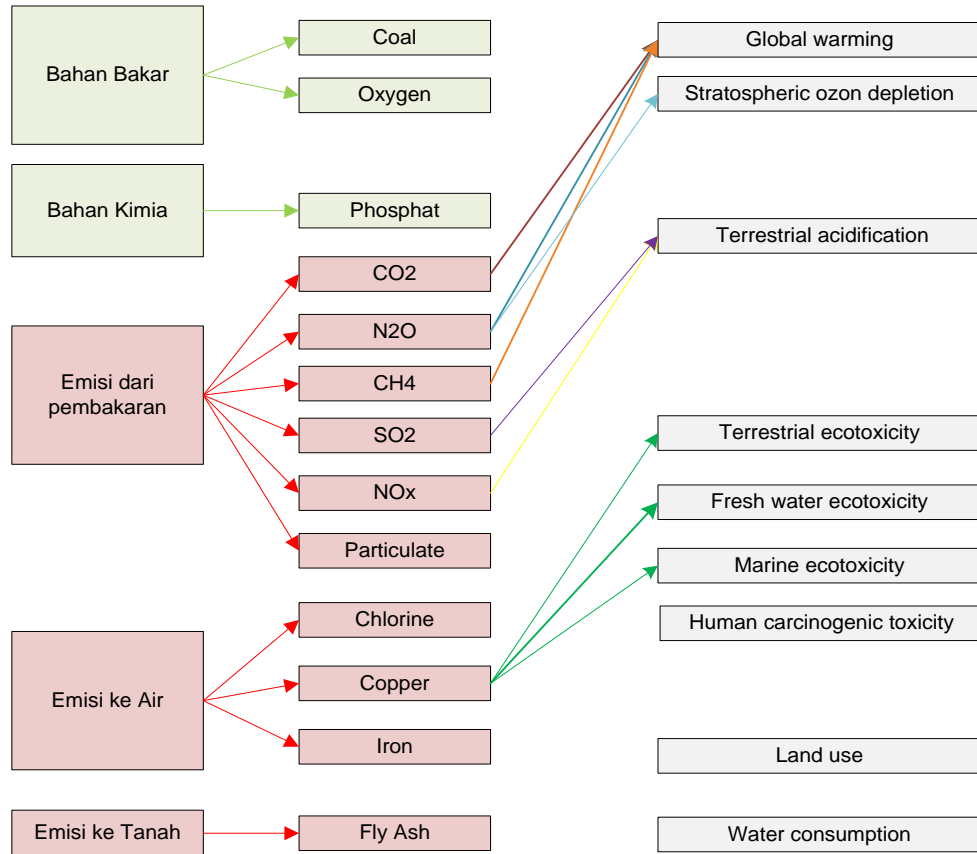 Bahan Bakar
Bahan Kimia
Emisi dari
pembakaran
Emisi ke Air
Emisi ke Tanah
Coal
Oxygen
Phosphat
CO2
N2O
CH4
SO2
NOx
Particulate
Chlorine
Copper
Iron
Fly Ash
Global warming
Stratospheric ozon depletion
Terrestrial acidification
Terrestrial ecotoxicity
Fresh water ecotoxicity
Marine ecotoxicity
Human carcinogenic toxicity
Land use
Water consumption